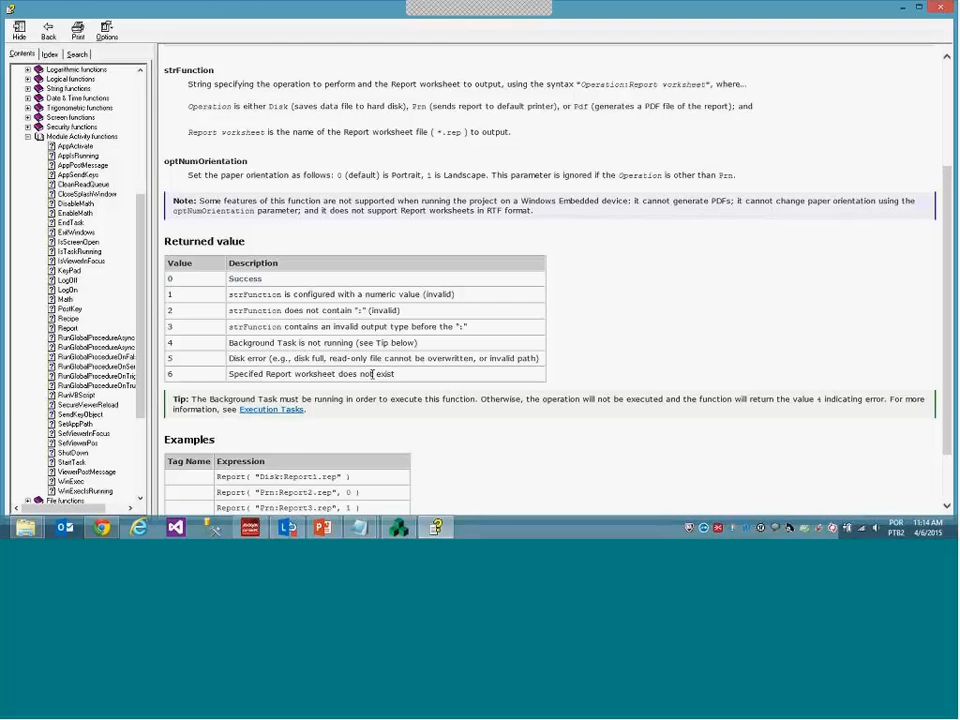 Hide Back Print Options
Contents Index Search
Logarithmic functions
Logical functions
String functions
Date & Time functions
Trigonometric functions
Screen functions
Security functions
Module Activity functions
AppActivate
AppIsRunning
AppPostMessage
AppSendKeys
CleanReadQueue
CloseSplashWindow
DisableMath
EnableMath
EndTask
ExitWindows
IsScreenOpen
IsTaskRunning
IsViewerInFocus
KeyPad
LogOff
LogOn
Math
PostKey
Recipe
Report
RunGlobalProcedureAsync
RunGlobalProcedureAsync
RunGlobalProcedureOnFal
RunGlobalProcedureOnSer
RunGlobalProcedureOnTrig
RunGlobalProcedureOnTru
RunVBScript
SecureViewerReload
SendKeyObject
SetAppPath
SetViewerInFocus
SetViewerPos
ShutDown
StartTask
ViewerPostMessage
WinExec
WinExecIsRunning
File functions
strFunction
String specifying the operation to perform and the Report worksheet to output, using the syntax "Operation:Report worksheet", where...
Operation is either Disk (saves data file to hard disk), Prn (sends report to default printer), or Pdf (generates a PDF file of the report); and
Report worksheet is the name of the Report worksheet file ( *.rep ) to output.
optNumOrientation
Set the paper orientation as follows: 0 (default) is Portrait, 1 is Landscape. This parameter is ignored if the Operation is other than Prn.
Note: Some features of this function are not supported when running the project on a Windows Embedded device: it cannot generate PDFs; it cannot change paper orientation using the
optNumOrientation parameter; and it does not support Report worksheets in RTF format.
Returned value
Value Description
0 Success
1 strFunction is configured with a numeric value (invalid)
2 strFunction does not contain ":" (invalid)
3 strFunction contains an invalid output type before the ":"
4 Background Task is not running (see Tip below)
5 Disk error (e.g., disk full, read-only file cannot be overwritten, or invalid path)
6 Specifed Report worksheet does not exist
Tip: The Background Task must be running in order to execute this function. Otherwise, the operation will not be executed and the function will return the value 4 indicating error. For more
information, see Execution Tasks.
Examples
Tag Name Expression
Report( "Disk:Report1.rep" )
Report( "Prn:Report2.rep", 0 )
Report( "Prn:Report3.rep", 1 )
POR 11:14 AM
PTB2 4/6/2015